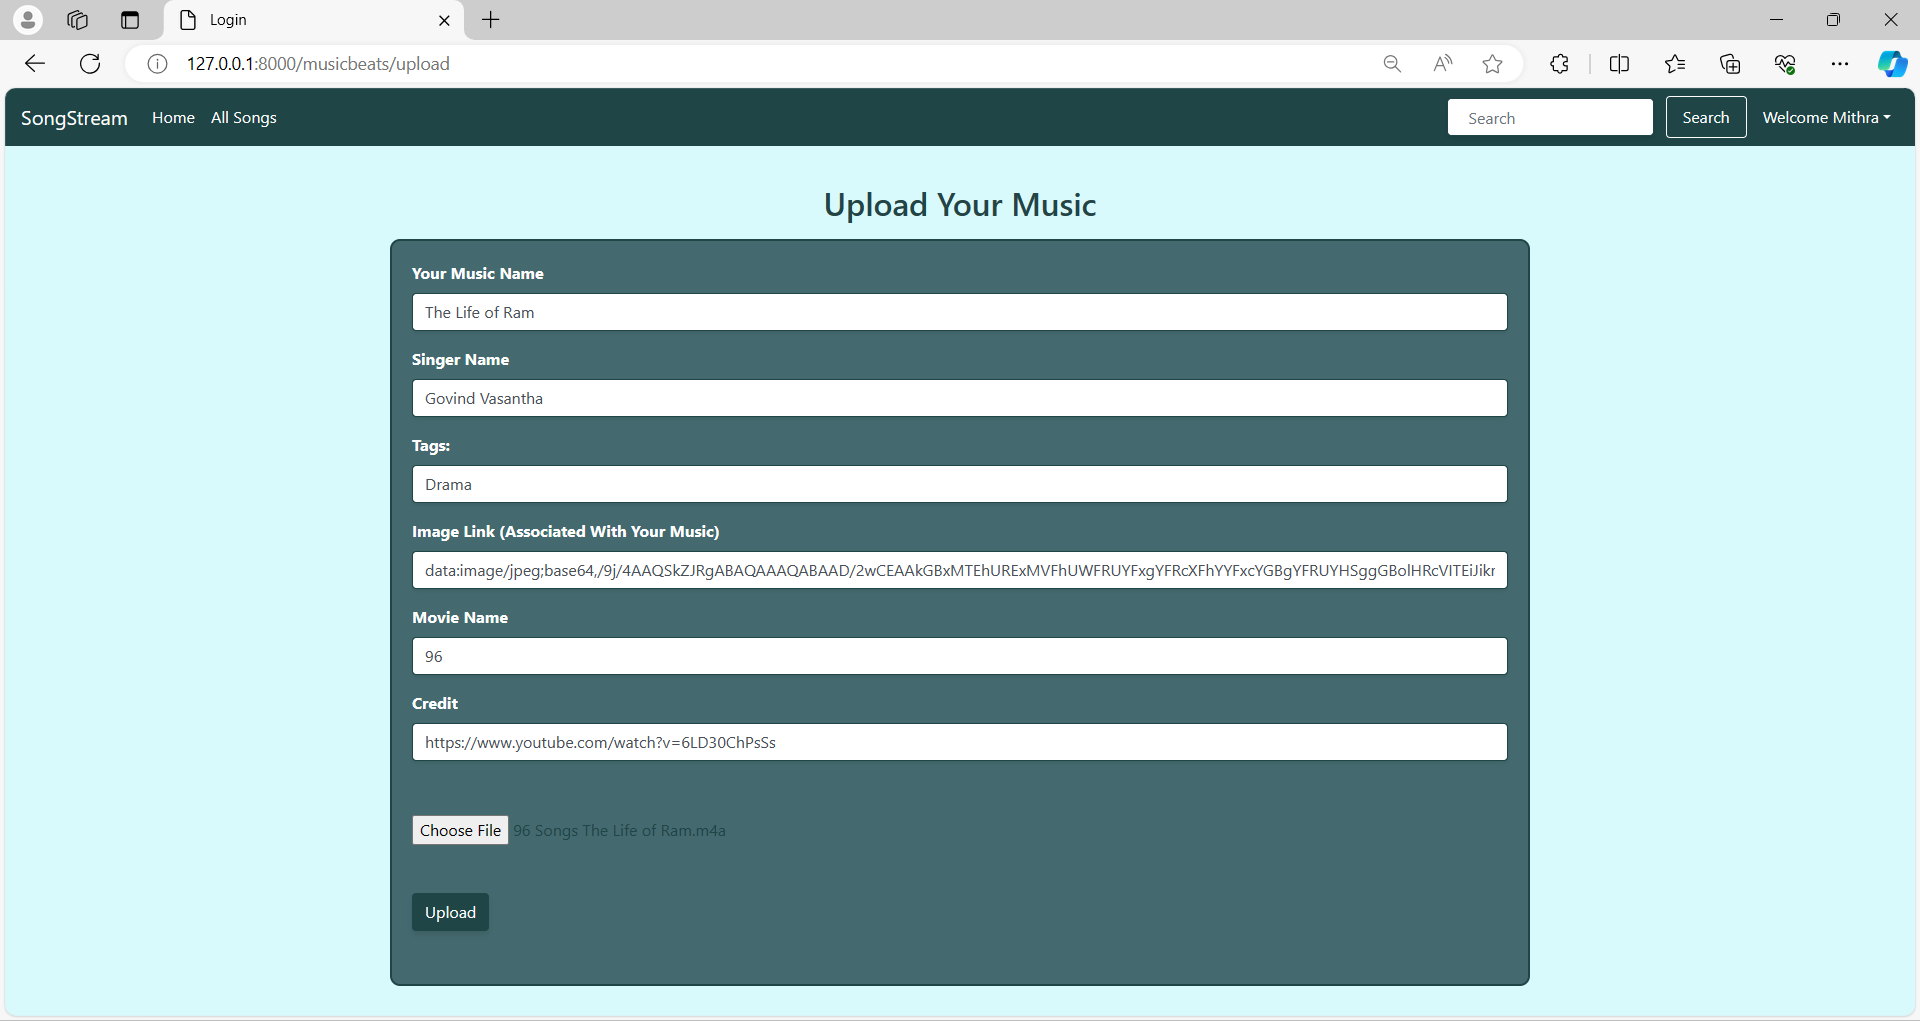 Login
127.0.0.1:8000/musicbeats/upload
SongStream Home All Songs Search Search Welcome Mithra
Upload Your Music
Your Music Name
The Life of Ram
Singer Name
Govind Vasantha
Tags:
Drama
Image Link (Associated With Your Music)
data:image/jpeg;base64,/9j/4AAQSkZJRgABAQAAAQABAAD/2wCEAAkGBxMTEhURExMVFhUWFRUYFxgYFRcXFhYYFxcYGBgYFRUYHSggGBolHRcVITEiJikr
Movie Name
96
Credit
https://www.youtube.com/watch?v=6LD30ChPsSs
Choose File 96 Songs The Life of Ram.m4a
Upload